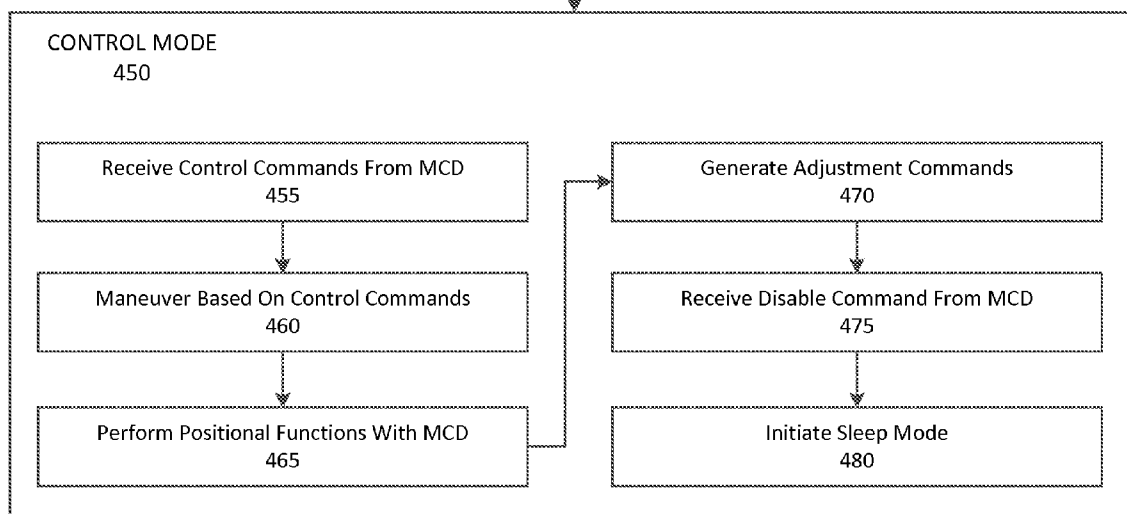 CONTROL MODE
450
Receive Control Commands From MCD
455
Maneuver Based On Control Commands
460
Perform Positional Functions With MCD
465
Generate Adjustment Commands
470
Receive Disable Command From MCD
475
Initiate Sleep Mode
480